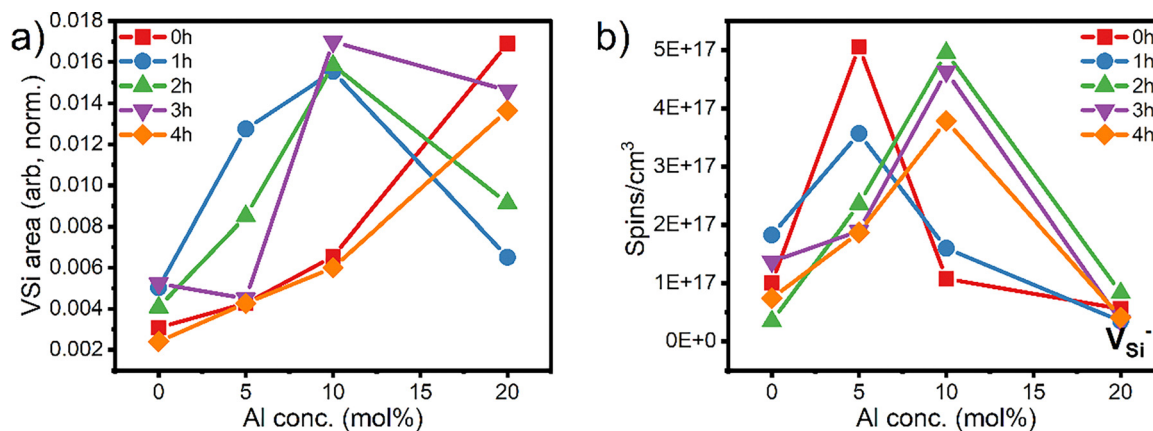 a)
VSi area (arb, norm.)
0.018
0.016
0.014
0.012
0.010
0.008
0.006
0.004
0.002
0h
1h
2h
3h
4h
0
5
10
15
20
Al conc. (mol%)
b)
Spins/cm³
5E+17
4E+17
3E+17
2E+17
1E+17
0E+0
0h
1h
2h
3h
4h
V_Si^-
0
5
10
15
20
Al conc. (mol%)